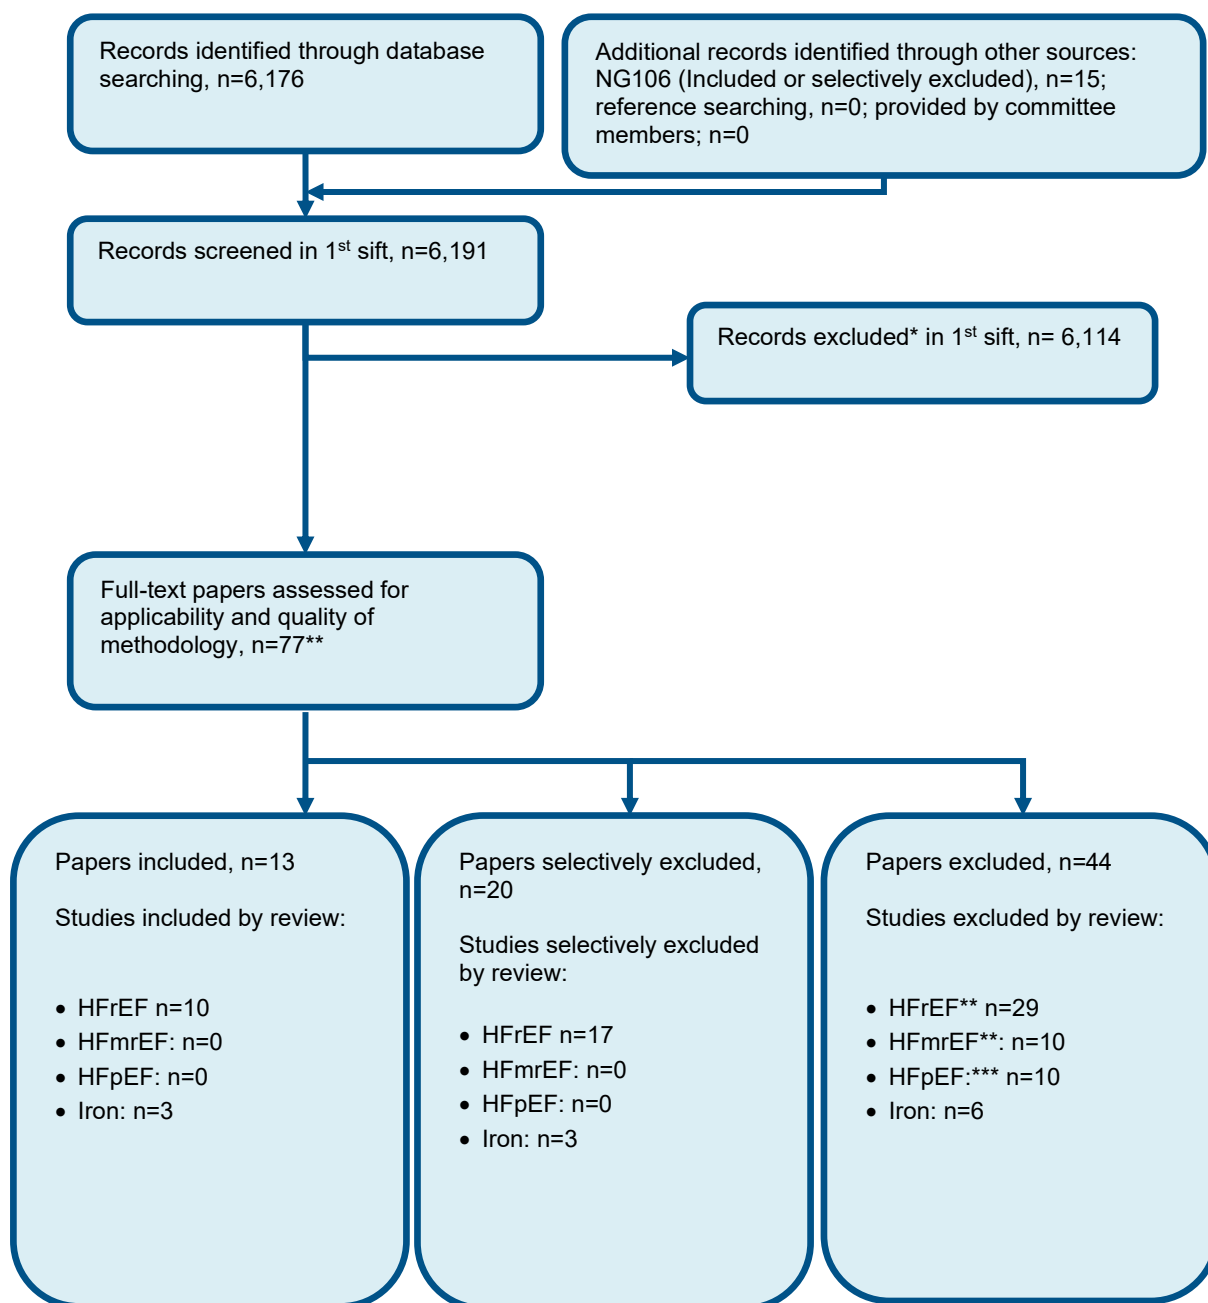 Records identified through database
searching, n=6,176
Additional records identified through other sources:
NG106 (Included or selectively excluded), n=15;
reference searching, n=0; provided by committee
members; n=0
Records screened in 1st sift, n=6,191
Records excluded* in 1st sift, n= 6,114
Full-text papers assessed for
applicability and quality of
methodology, n=77**
Papers included, n=13
Studies included by review:
• HFrEF n=10
• HFmrEF: n=0
• HFpEF: n=0
• Iron: n=3
Papers selectively excluded,
n=20
Studies selectively excluded
by review:
• HFrEF n=17
• HFmrEF: n=0
• HFpEF: n=0
• Iron: n=3
Papers excluded, n=44
Studies excluded by review:
• HFrEF** n=29
• HFmrEF**: n=10
• HFpEF:*** n=10
• Iron: n=6